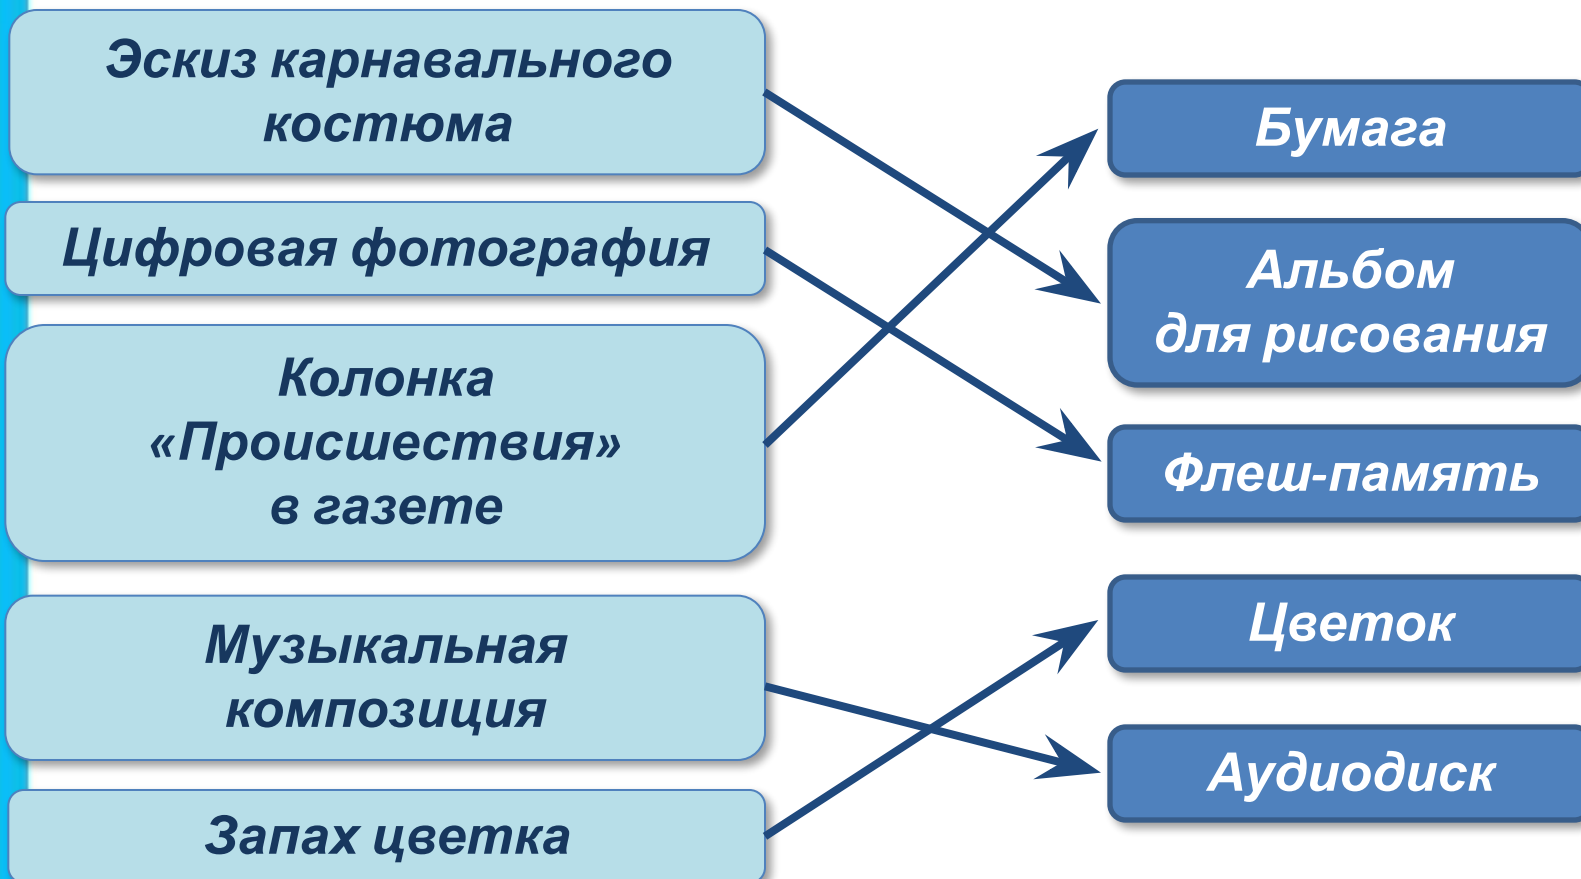 Эскиз карнавального
костюма
Цифровая фотография
Колонка
«Происшествия»
в газете
Музыкальная
композиция
Запах цветка
Бумага
Альбом
для рисования
Флеш-память
Цветок
Аудиодиск